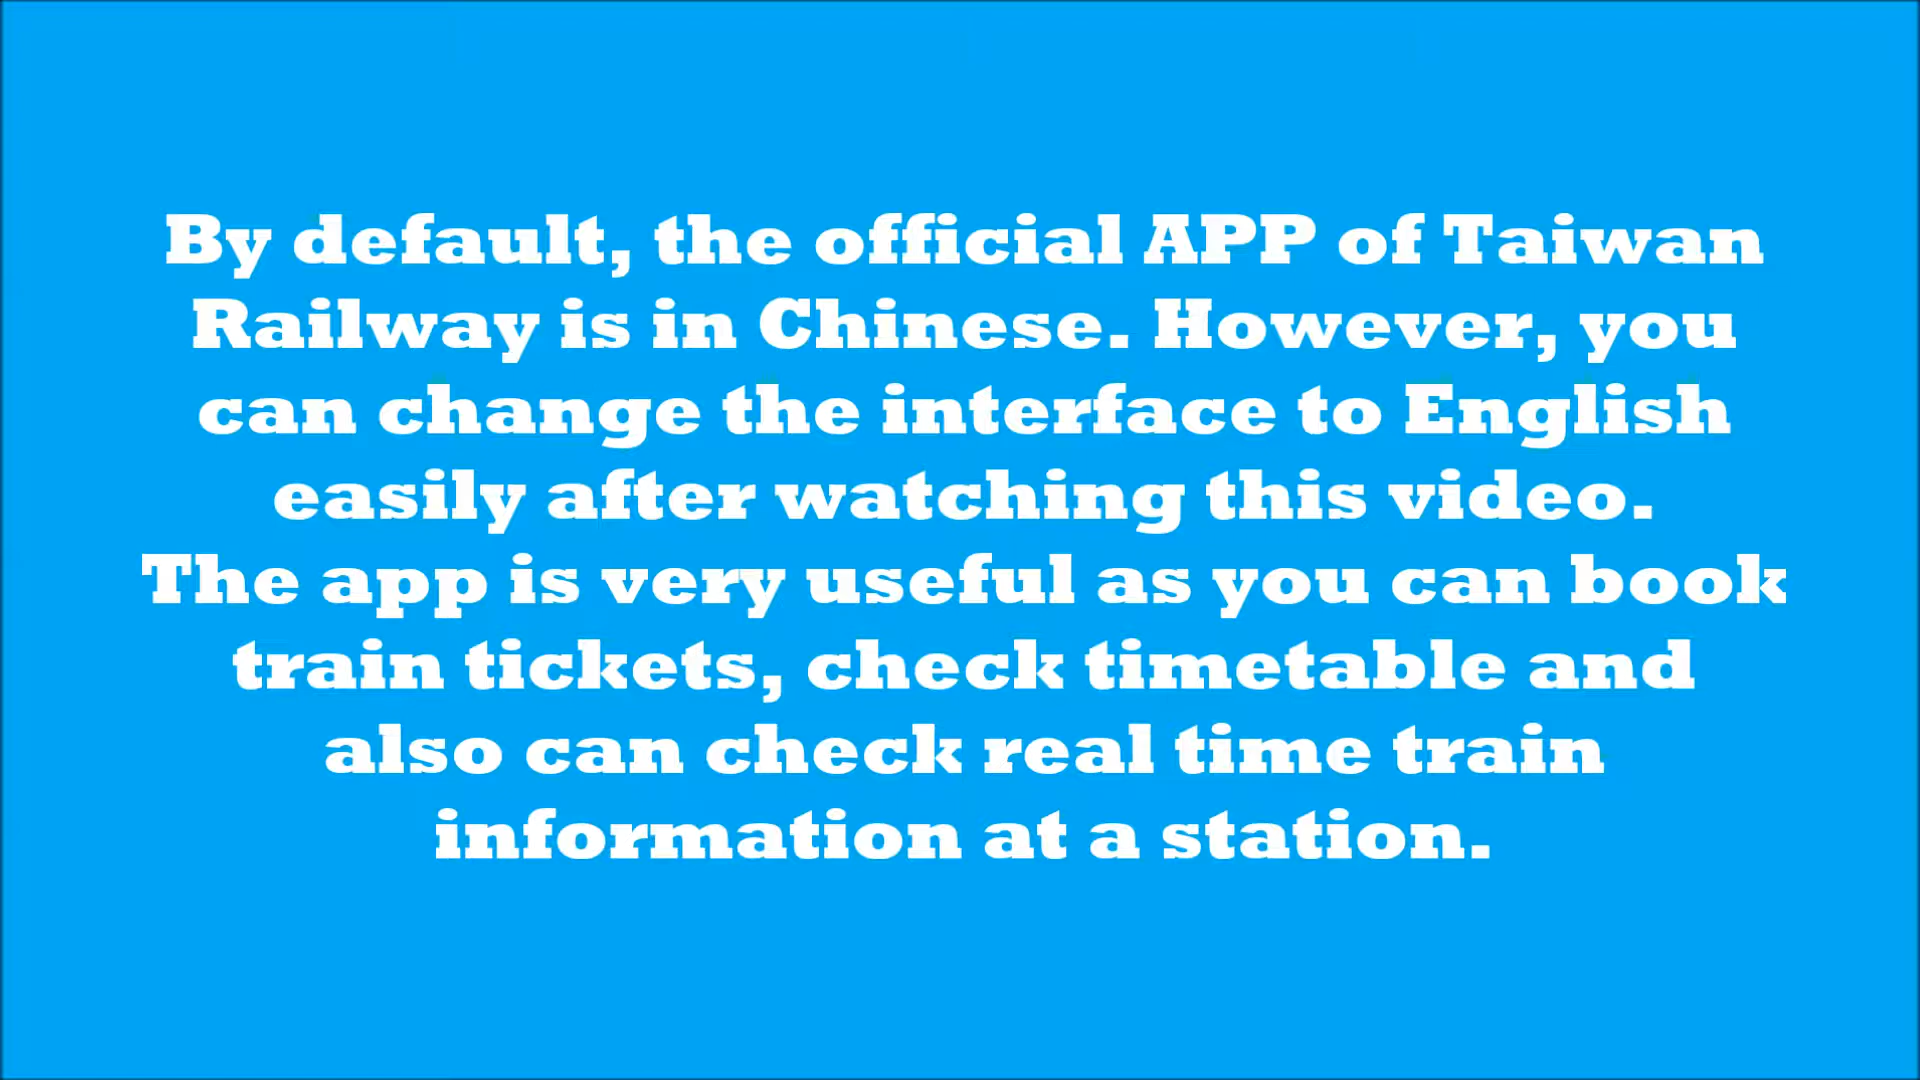 By default, the official APP of Taiwan
Railway is in Chinese. However, you
can change the interface to English
easily after watching this video.
The app is very useful as you can book
train tickets, check timetable and
also can check real time train
information at a station.